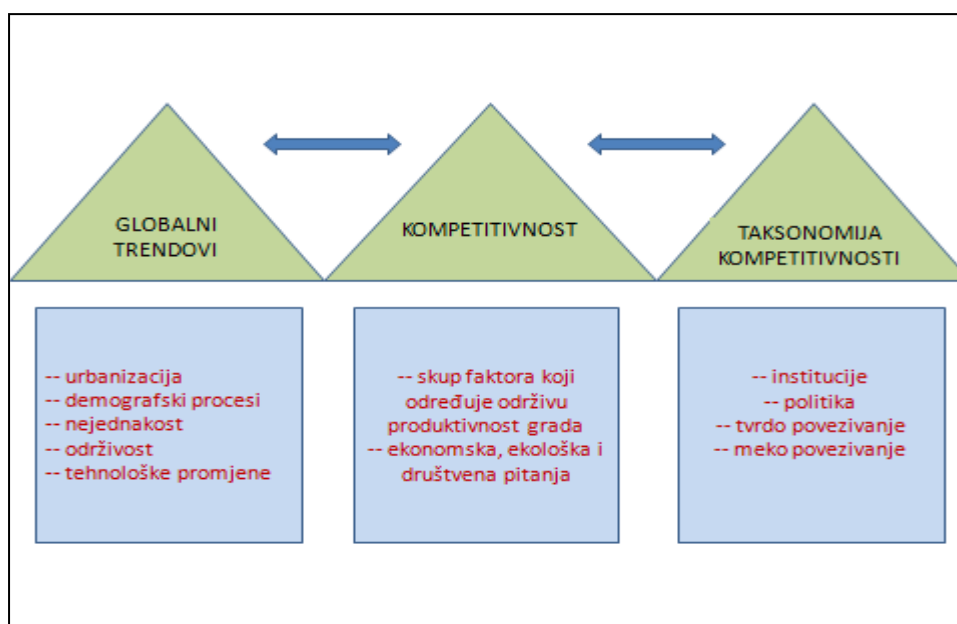 GLOBALNI
TRENDOVI
KOMPETITIVNOST
TAKSONOMIJA
KOMPETITIVNOSTI
-- urbanizacija
-- demografski procesi
-- nejednakost
-- održivost
-- tehnološke promjene
-- skup faktora koji
određuje održivu
produktivnost grada
-- ekonomska, ekološka i
društvena pitanja
-- institucije
-- politika
-- tvrdo povezivanje
-- meko povezivanje